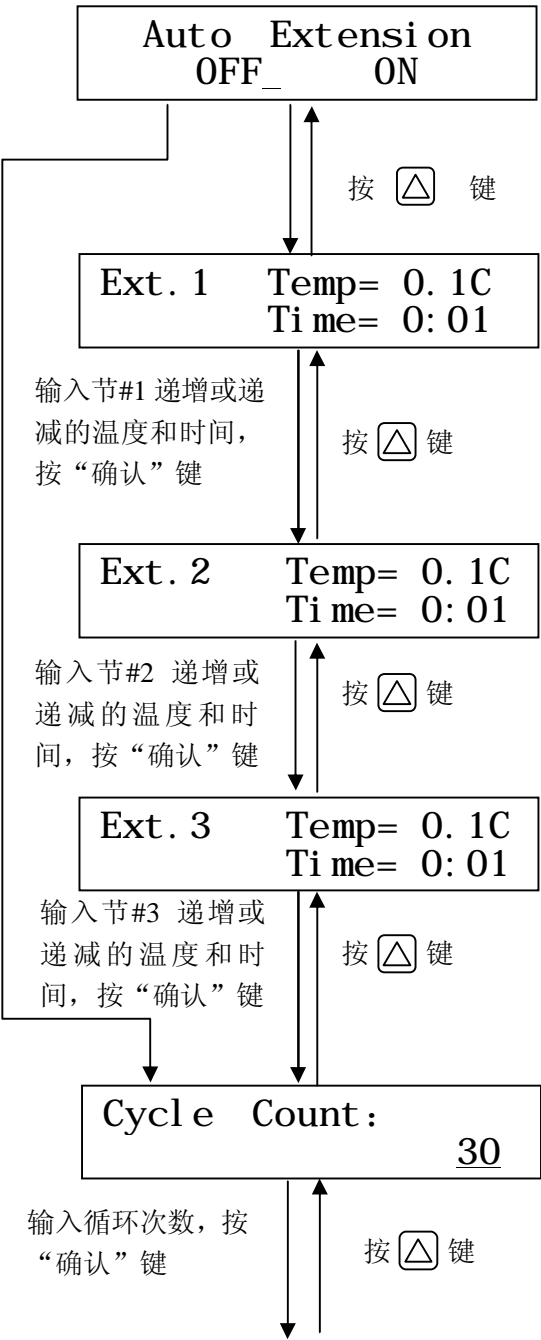 Auto Extension
OFF_ ON
按 △ 键
Ext.1 Temp= 0.1C
Time= 0:01
输入节#1 递增或递
减的温度和时间,
按“确认”键
按 △ 键
Ext.2 Temp= 0.1C
Time= 0:01
输入节#2 递增或
递减的温度和时
间,按“确认”键
按 △ 键
Ext.3 Temp= 0.1C
Time= 0:01
输入节#3 递增或
递减的温度和时
间,按“确认”键
按 △ 键
Cycle Count:
30
输入循环次数,按
“确认”键
按 △ 键